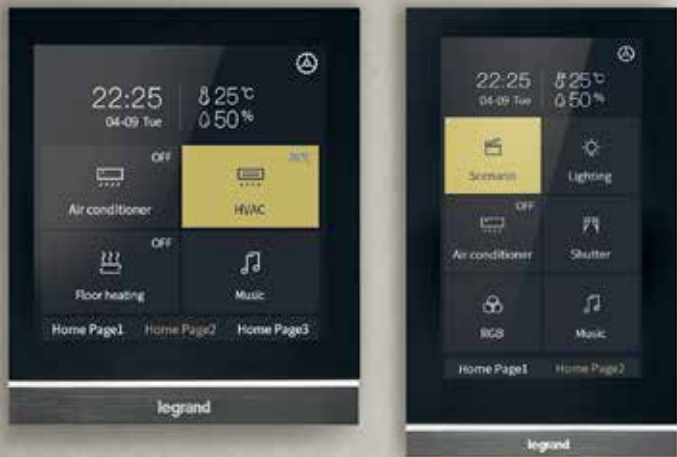 22:25
04-09 Tue
25℃
50%
OFF
Air conditioner
26℃
HVAC
OFF
Floor heating
Music
Home Page1 Home Page2 Home Page3
legrand
22:25
04-09 Tue
25℃
50%
Scenario
Lighting
OFF
Air conditioner
Shutter
RGB
Music
Home Page1 Home Page2
legrand